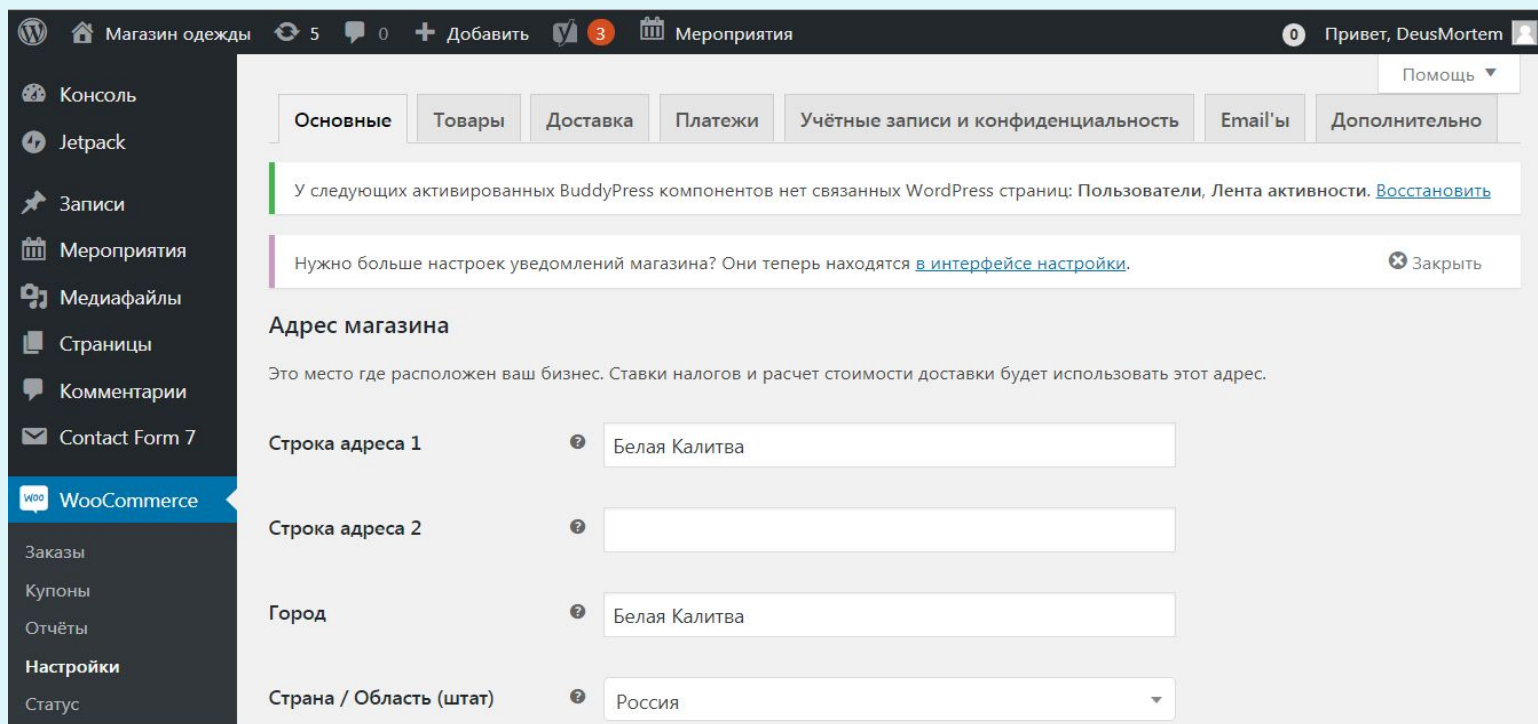 Магазин одежды 5 0 + Добавить 3 Мероприятия 0 Привет, DeusMortem
Помощь ▼
Консоль
Jetpack
Записи
Мероприятия
Медиафайлы
Страницы
Комментарии
Contact Form 7
Woo WooCommerce
Заказы
Купоны
Отчёты
Настройки
Статус
Основные Товары Доставка Платежи Учётные записи и конфиденциальность Email'ы Дополнительно
У следующих активированных BuddyPress компонентов нет связанных WordPress страниц: Пользователи, Лента активности. Восстановить
Нужно больше настроек уведомлений магазина? Они теперь находятся в интерфейсе настройки. Закрыть
Адрес магазина
Это место где расположен ваш бизнес. Ставки налогов и расчет стоимости доставки будет использовать этот адрес.
Строка адреса 1 ? Белая Калитва
Строка адреса 2 ?
Город ? Белая Калитва
Страна / Область (штат) ? Россия